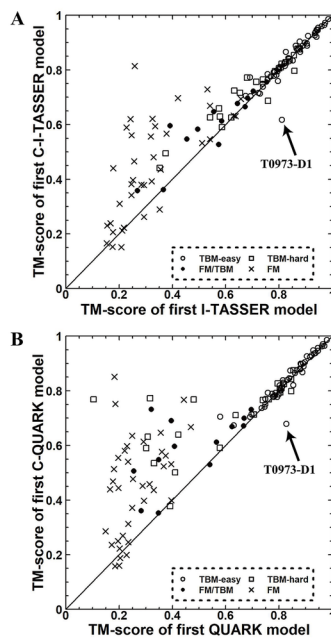 A
1.0
0.8
0.6
0.4
0.2
0
TM-score of first C-I-TASSER model
T0973-D1
TBM-easy TBM-hard
FM/TBM FM
0.2 0.4 0.6 0.8 1.0
TM-score of first I-TASSER model
B
1.0
0.8
0.6
0.4
0.2
0
TM-score of first C-QUARK model
T0973-D1
TBM-easy TBM-hard
FM/TBM FM
0.2 0.4 0.6 0.8 1.0
TM-score of first QUARK model